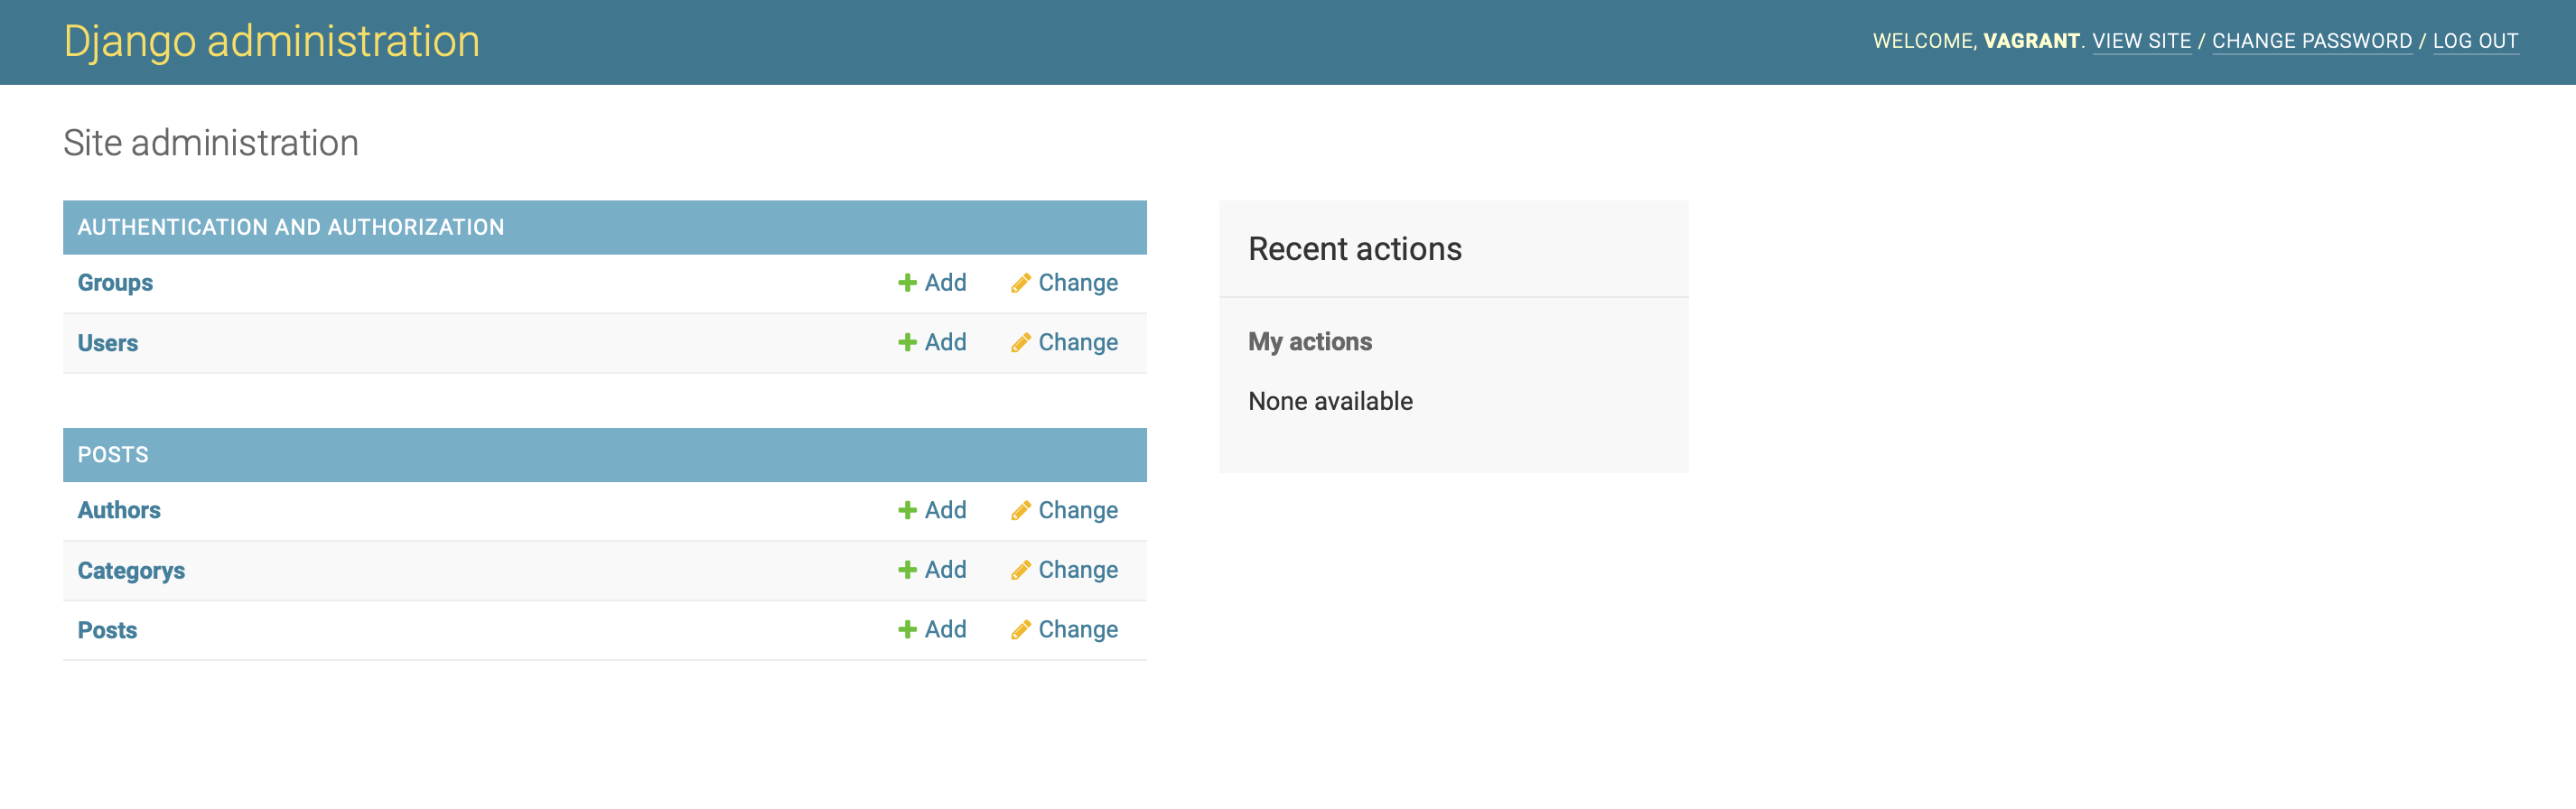 Django administration
WELCOME, VAGRANT. VIEW SITE / CHANGE PASSWORD / LOG OUT
Site administration
AUTHENTICATION AND AUTHORIZATION
Groups Add Change
Users Add Change
POSTS
Authors Add Change
Categorys Add Change
Posts Add Change
Recent actions
My actions
None available